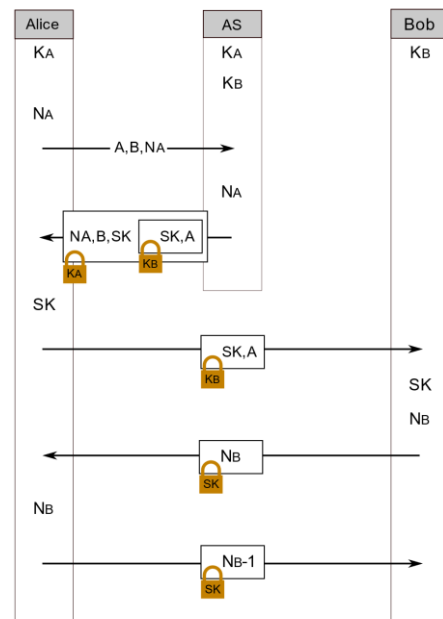 Alice AS Bob
KA KA KB
KB
NA
A,B,NA
NA
NA,B,SK SK,A
KA KB
SK
SK,A
KB
SK
NB
NB
SK
NB
NB-1
SK